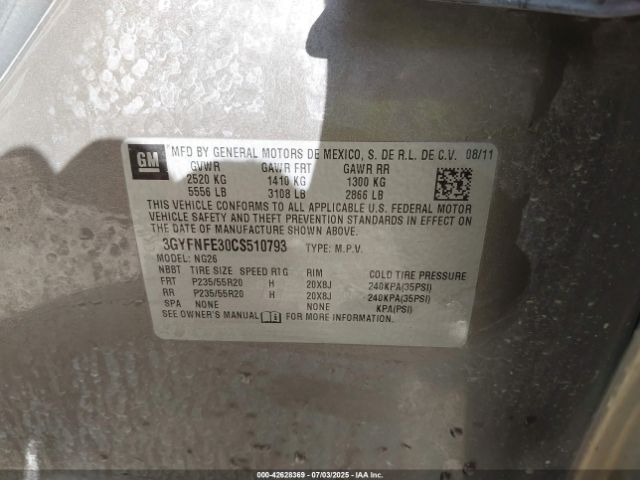 GM
MFD BY GENERAL MOTORS DE MEXICO, S. DE R.L. DE C.V. 08/11
GVWR GAWR FRT GAWR RR
2520 KG 1410 KG 1300 KG
5556 LB 3108 LB 2866 LB
THIS VEHICLE CONFORMS TO ALL APPLICABLE U.S. FEDERAL MOTOR
VEHICLE SAFETY AND THEFT PREVENTION STANDARDS IN EFFECT ON
THE DATE OF MANUFACTURE SHOWN ABOVE.
3GYFNFE30CS510793 TYPE: M.P.V.
MODEL: NG26
NBBT TIRE SIZE SPEED RTG RIM COLD TIRE PRESSURE
FRT P235/55R20 H 20X8J 240KPA(35PSI)
RR P235/55R20 H 20X8J 240KPA(35PSI)
SPA NONE NONE KPA(PSI)
SEE OWNER'S MANUAL FOR MORE INFORMATION.
000-42628369 | 07/03/2025 - IAA Inc.